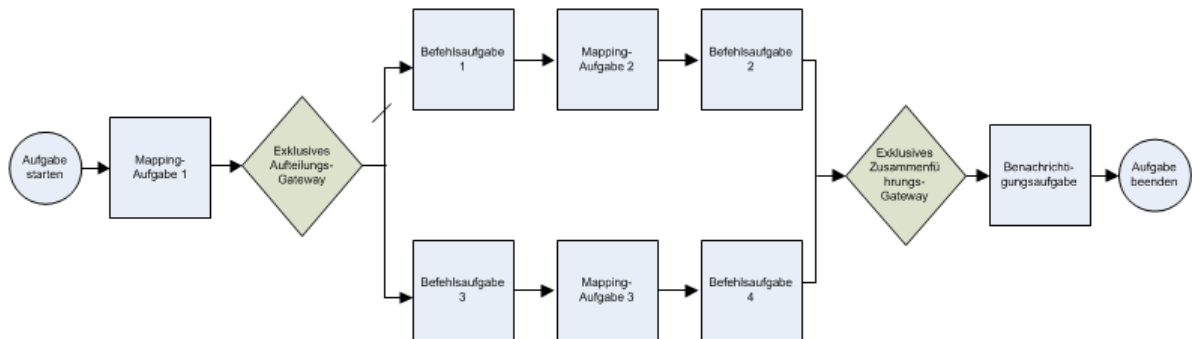 Aufgabe
starten
Mapping-
Aufgabe 1
Exklusives
Aufteilungs-
Gateway
Befehlsaufgabe
1
Mapping-
Aufgabe 2
Befehlsaufgabe
2
Befehlsaufgabe
3
Mapping-
Aufgabe 3
Befehlsaufgabe
4
Exklusives
Zusammenfü
hrungs-
Gateway
Benachrichti-
gungsaufgabe
Aufgabe
beenden